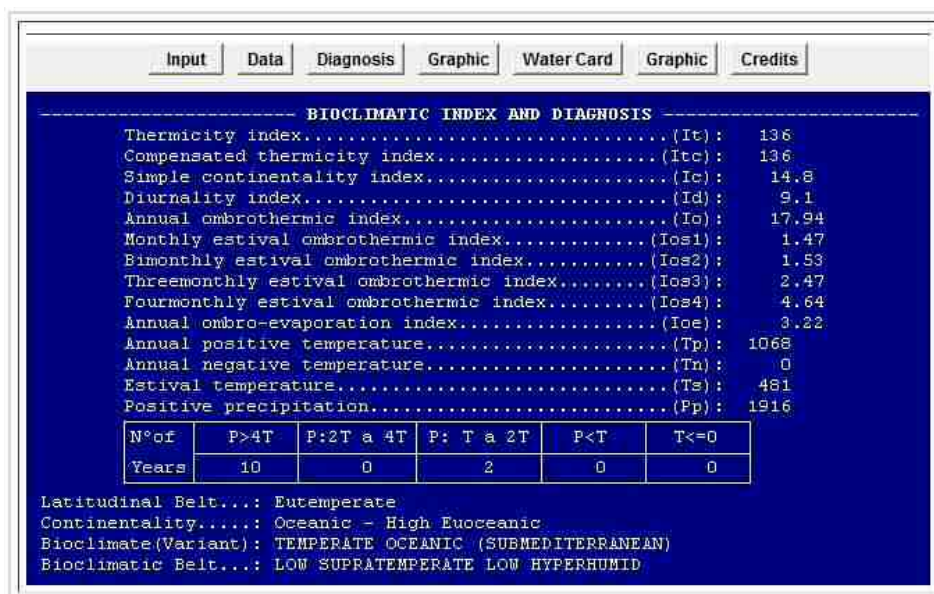 Input Data Diagnosis Graphic Water Card Graphic Credits
BIOCLIMATIC INDEX AND DIAGNOSIS
Thermicity index.................................(It): 136
Compensated thermicity index....................(Itc): 136
Simple continentality index......................(Ic): 14.8
Diurnality index.................................(Id): 9.1
Annual ombrothermic index........................(Io): 17.94
Monthly estival ombrothermic index.............(Ios1): 1.47
Bimonthly estival ombrothermic index...........(Ios2): 1.53
Threemonthly estival ombrothermic index........(Ios3): 2.47
Fourmonthly estival ombrothermic index.........(Ios4): 4.64
Annual ombro-evaporation index..................(Ioe): 3.22
Annual positive temperature......................(Tp): 1068
Annual negative temperature......................(Tn): 0
Estival temperature..............................(Ts): 481
Positive precipitation...........................(Pp): 1916
N°of P>4T P:2T a 4T P: T a 2T P<T T<=0
Years 10 0 2 0 0
Latitudinal Belt...: Eutemperate
Continentality.....: Oceanic - High Euoceanic
Bioclimate(Variant): TEMPERATE OCEANIC (SUBMEDITERRANEAN)
Bioclimatic Belt...: LOW SUPRATEMPERATE LOW HYPERHUMID